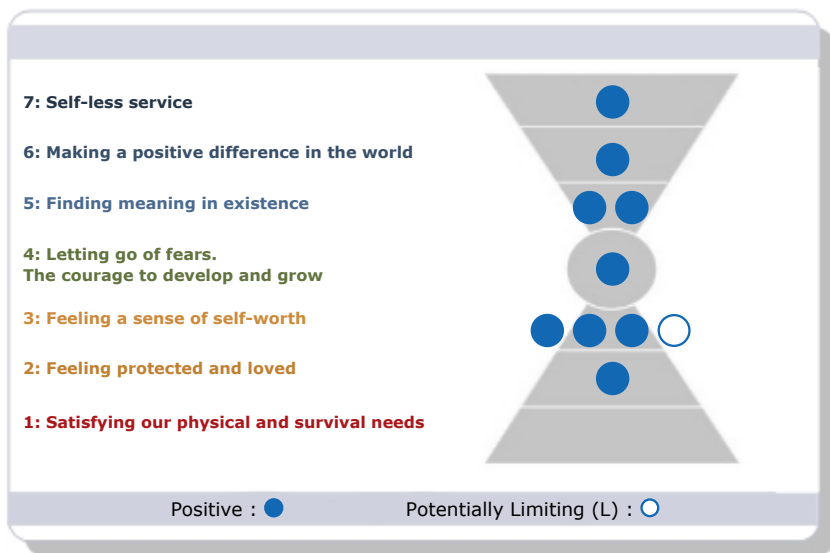 7: Self-less service
6: Making a positive difference in the world
5: Finding meaning in existence
4: Letting go of fears.
The courage to develop and grow
3: Feeling a sense of self-worth
2: Feeling protected and loved
1: Satisfying our physical and survival needs
Positive : Potentially Limiting (L) :